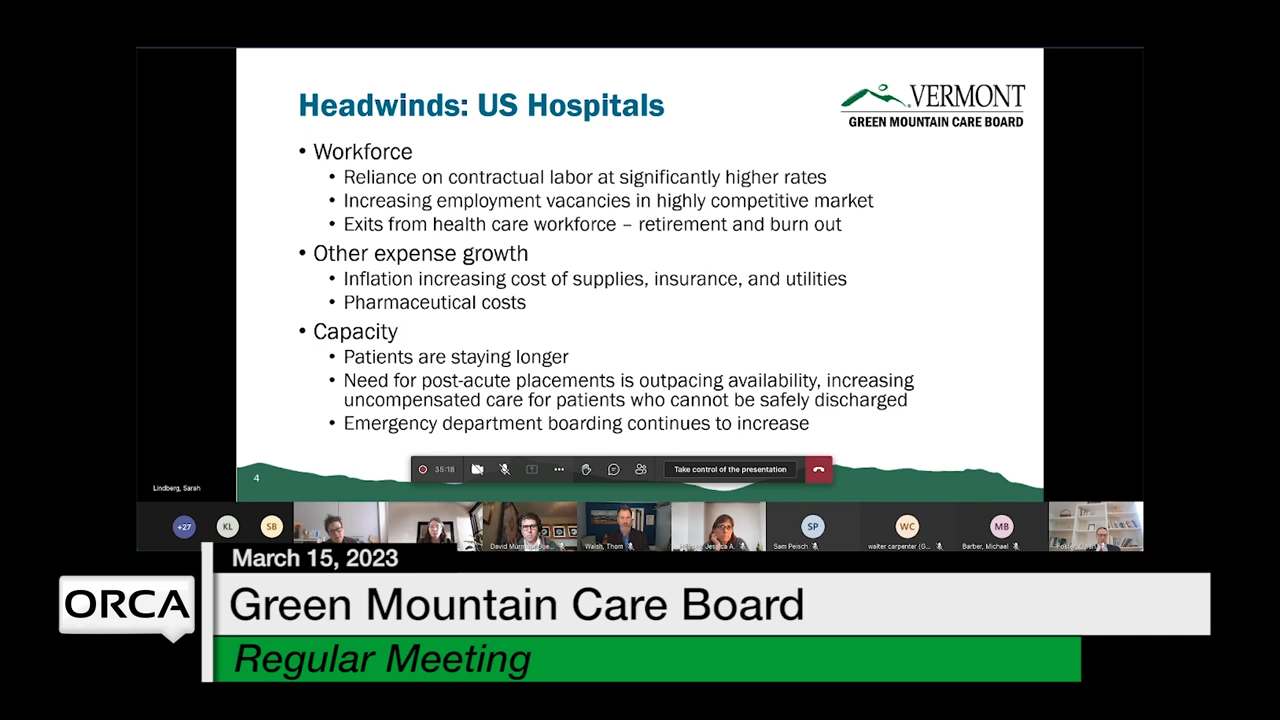 Headwinds: US Hospitals
VERMONT
GREEN MOUNTAIN CARE BOARD
• Workforce
• Reliance on contractual labor at significantly higher rates
• Increasing employment vacancies in highly competitive market
• Exits from health care workforce – retirement and burn out
• Other expense growth
• Inflation increasing cost of supplies, insurance, and utilities
• Pharmaceutical costs
• Capacity
• Patients are staying longer
• Need for post-acute placements is outpacing availability, increasing
uncompensated care for patients who cannot be safely discharged
• Emergency department boarding continues to increase
35:18
Take control of the presentation
4
Lindberg, Sarah
+27
KL
SB
SP
WC
MB
Walsh, Thom
Jessica A.
Sam Peisch
walter carpenter (G...
Barber, Michael
March 15, 2023
ORCA
Green Mountain Care Board
Regular Meeting